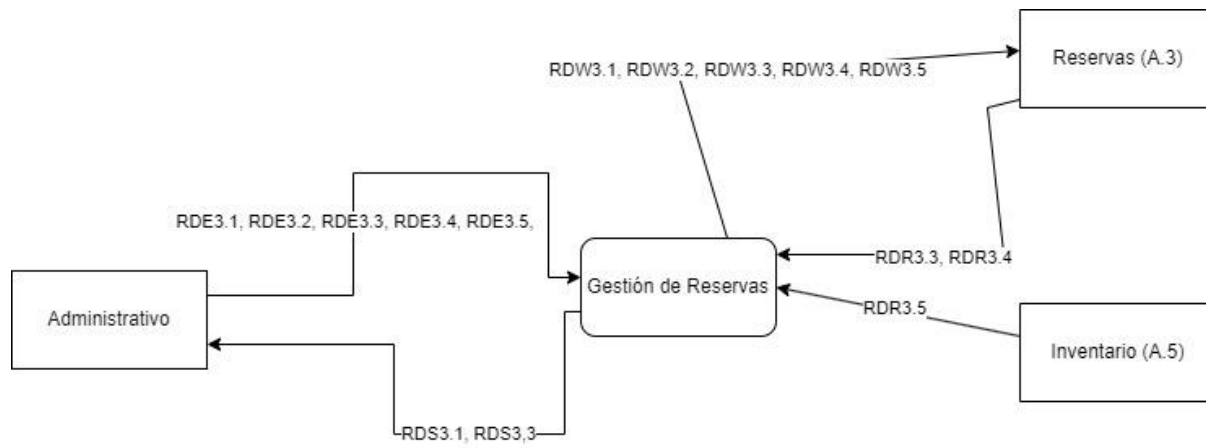 Reservas (A.3)
RDW3.1, RDW3.2, RDW3.3, RDW3.4, RDW3.5
RDE3.1, RDE3.2, RDE3.3, RDE3.4, RDE3.5,
RDR3.3, RDR3.4
Gestión de Reservas
RDR3.5
Administrativo
Inventario (A.5)
RDS3.1, RDS3,3